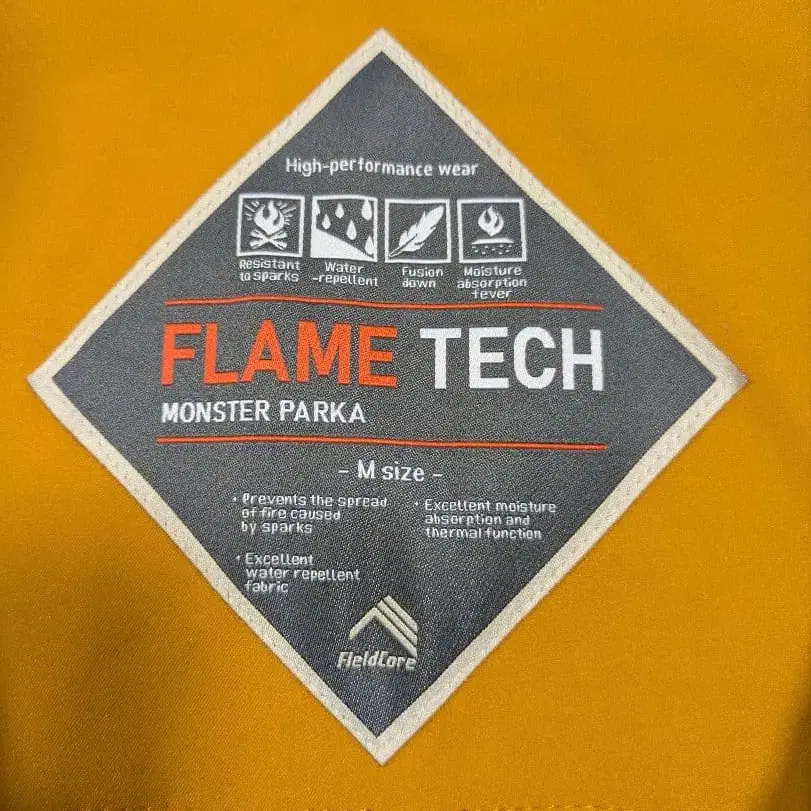 High-performance wear
Resistant
to sparks
Water
-repellent
Fusion
down
Moisture
absorption
fever
FLAME TECH
MONSTER PARKA
- M size -
• Prevents the spread
of fire caused
by sparks
• Excellent moisture
absorption and
thermal function
• Excellent
water repellent
fabric
FieldCore